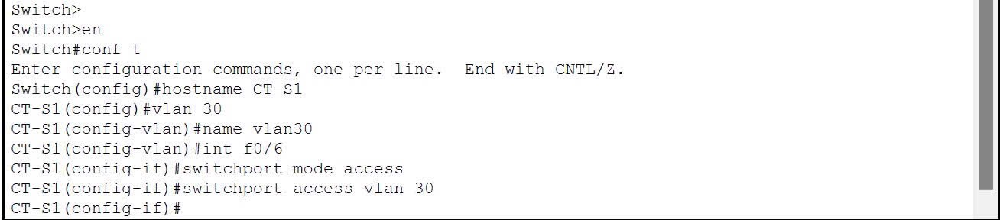 Switch>
Switch>en
Switch#conf t
Enter configuration commands, one per line.  End with CNTL/Z.
Switch(config)#hostname CT-S1
CT-S1(config)#vlan 30
CT-S1(config-vlan)#name vlan30
CT-S1(config-vlan)#int f0/6
CT-S1(config-if)#switchport mode access
CT-S1(config-if)#switchport access vlan 30
CT-S1(config-if)#